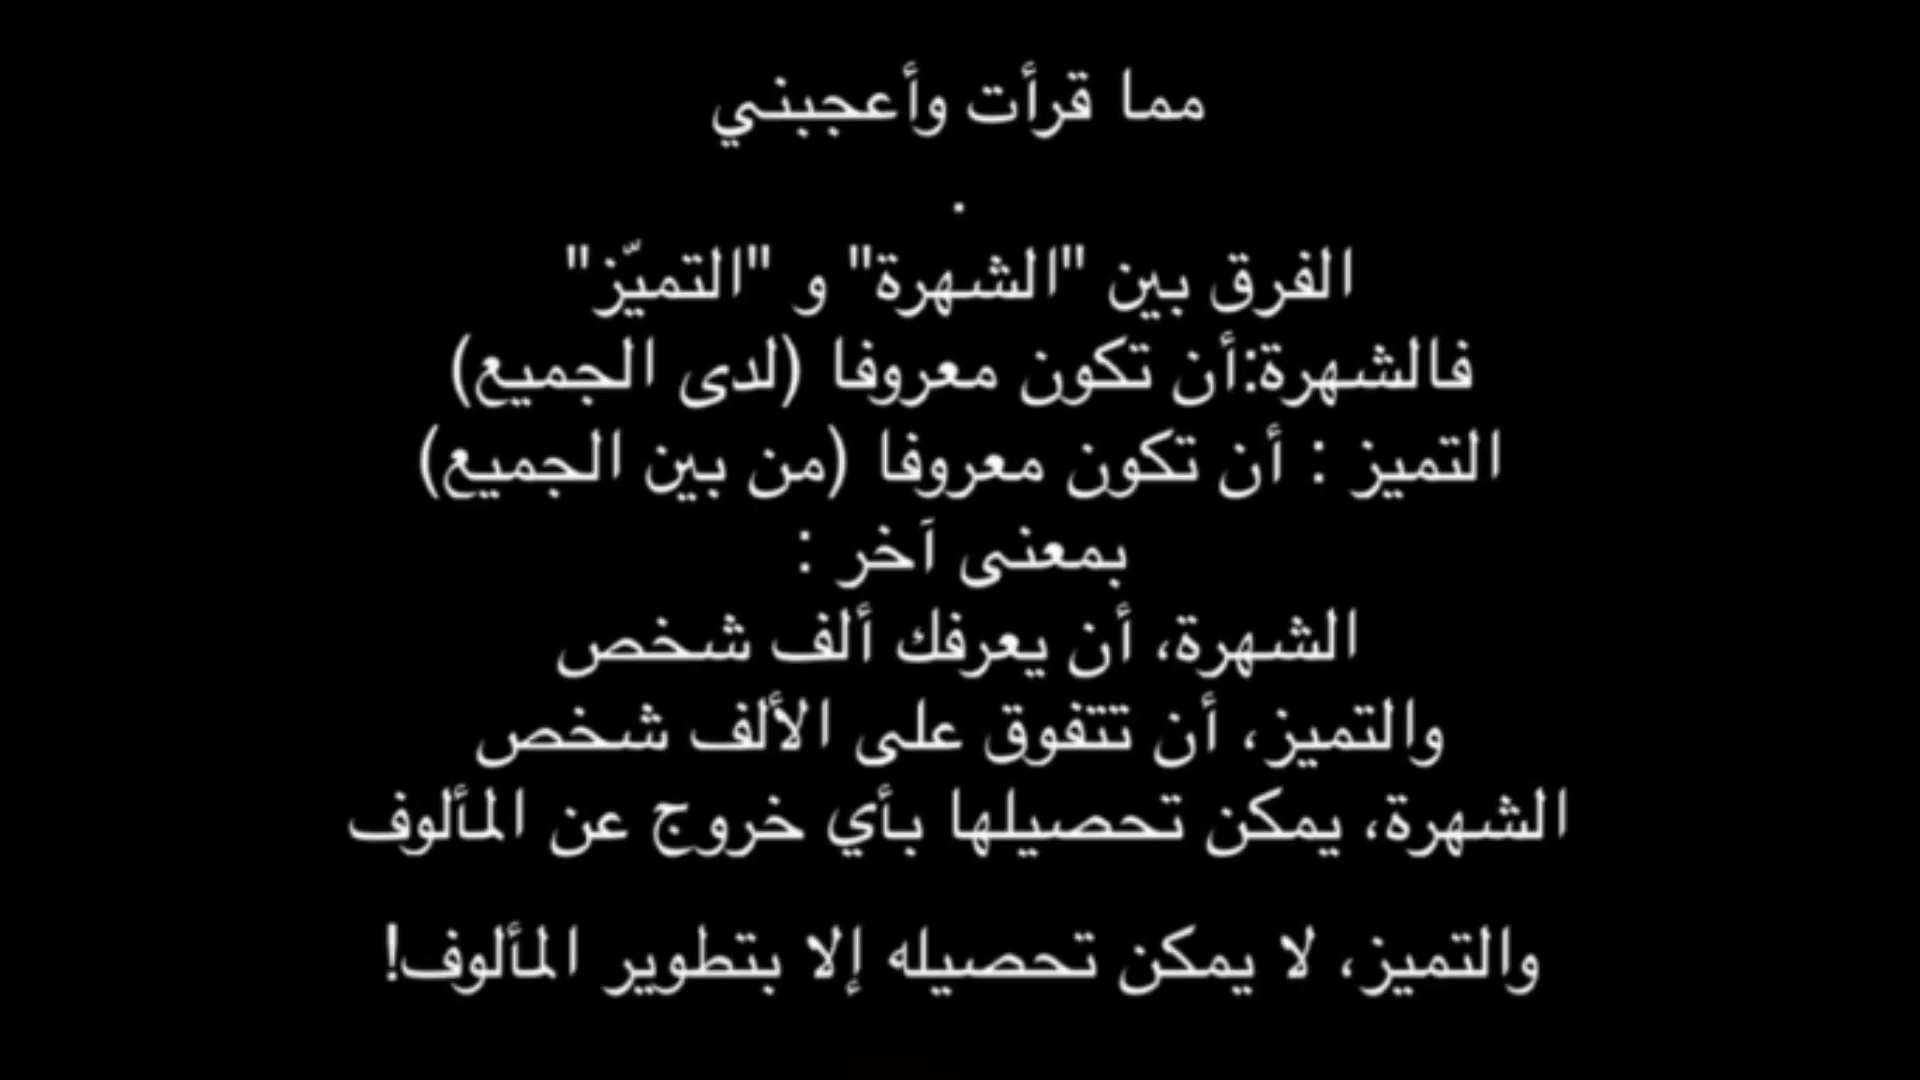 مما قرأت وأعجبني
.
الفرق بين "الشهرة" و "التميّز"
فالشهرة:أن تكون معروفا (لدى الجميع)
التميز : أن تكون معروفا (من بين الجميع)
بمعنى آخر :
الشهرة، أن يعرفك ألف شخص
والتميز، أن تتفوق على الألف شخص
الشهرة، يمكن تحصيلها بأي خروج عن المألوف
والتميز، لا يمكن تحصيله إلا بتطوير المألوف!